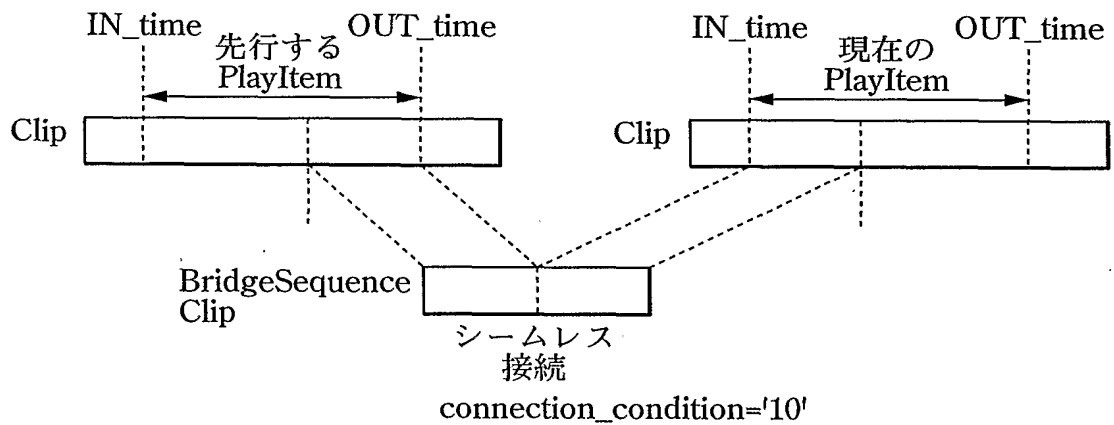 IN_time
OUT_time
先行する
PlayItem
Clip
IN_time
OUT_time
現在の
PlayItem
Clip
BridgeSequence
Clip
シームレス
接続
connection_condition='10'